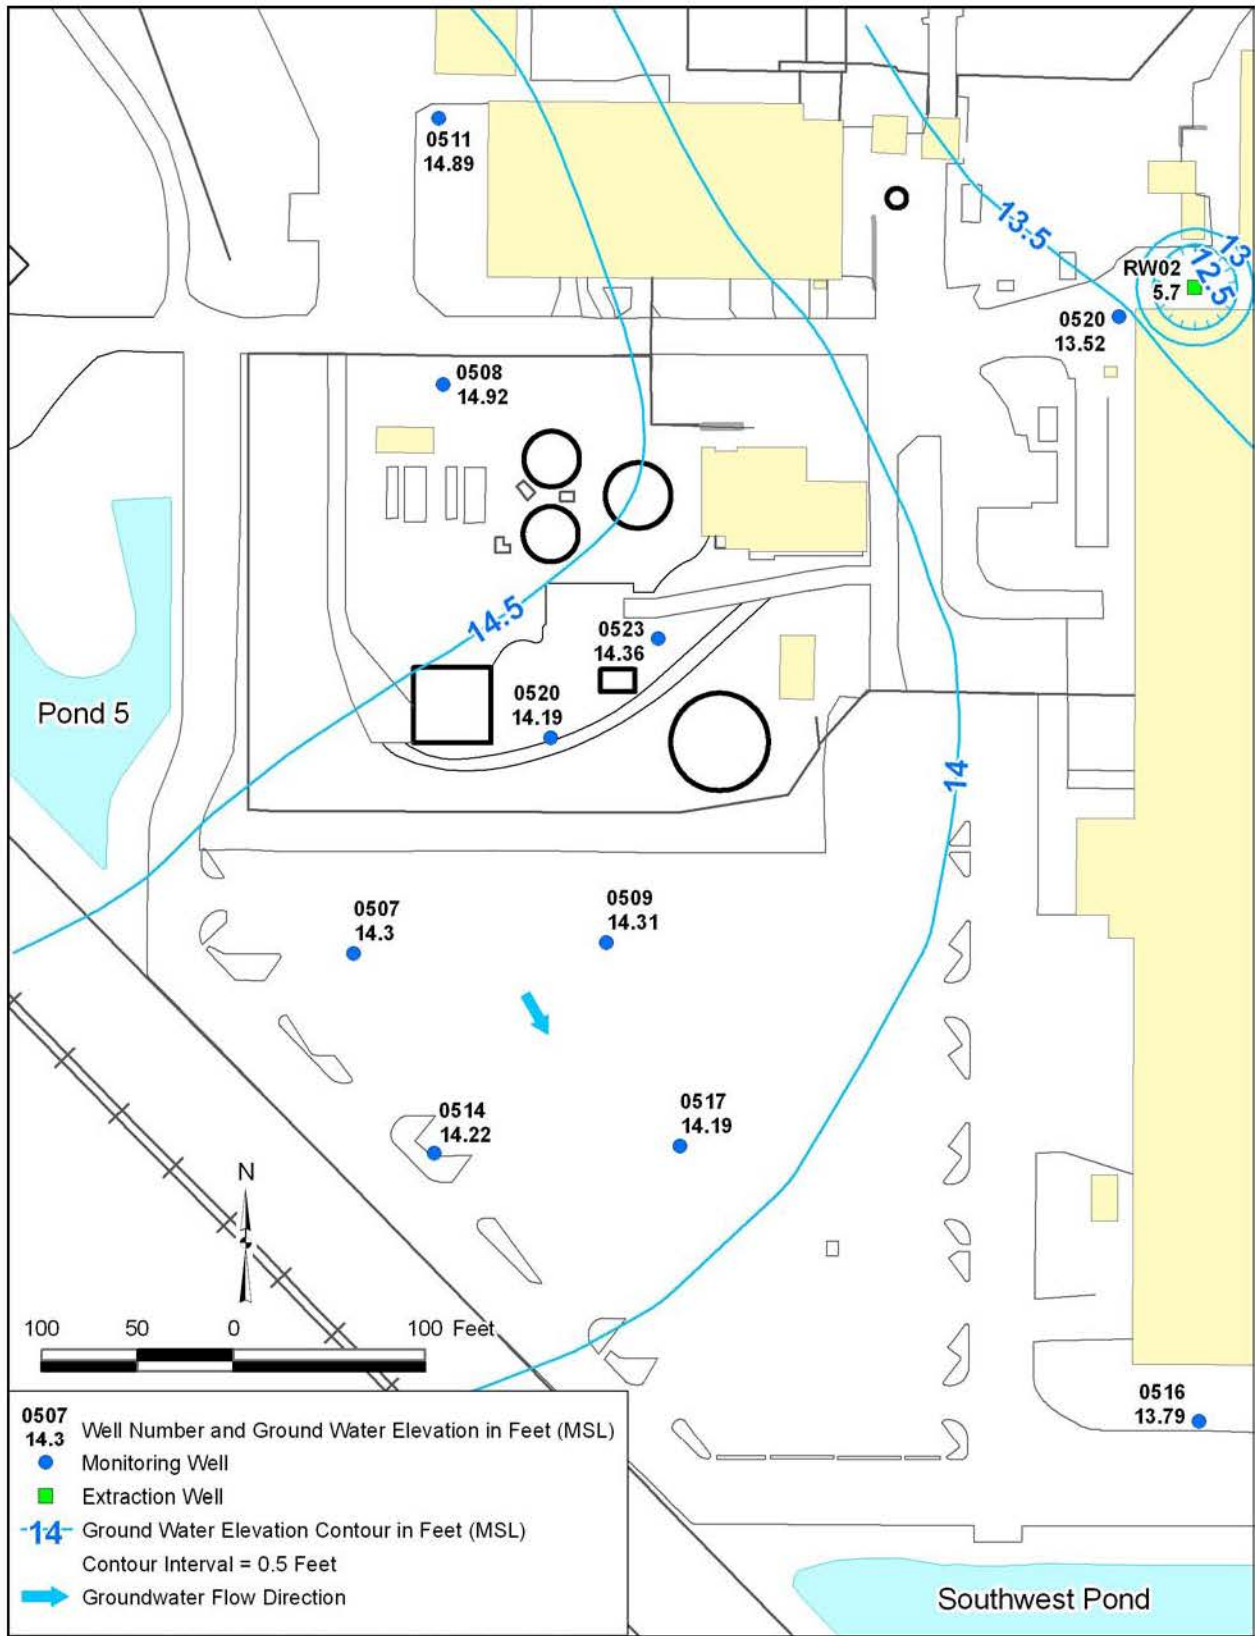 0511
14.89
13.5
13
12.5
RW02
5.7
0520
13.52
0508
14.92
14.5
0523
14.36
0520
14.19
Pond 5
14
0507
14.3
0509
14.31
0514
14.22
0517
14.19
N
100 50 0 100 Feet
0516
13.79
0507
14.3
Well Number and Ground Water Elevation in Feet (MSL)
Monitoring Well
Extraction Well
14 Ground Water Elevation Contour in Feet (MSL)
Contour Interval = 0.5 Feet
Groundwater Flow Direction
Southwest Pond